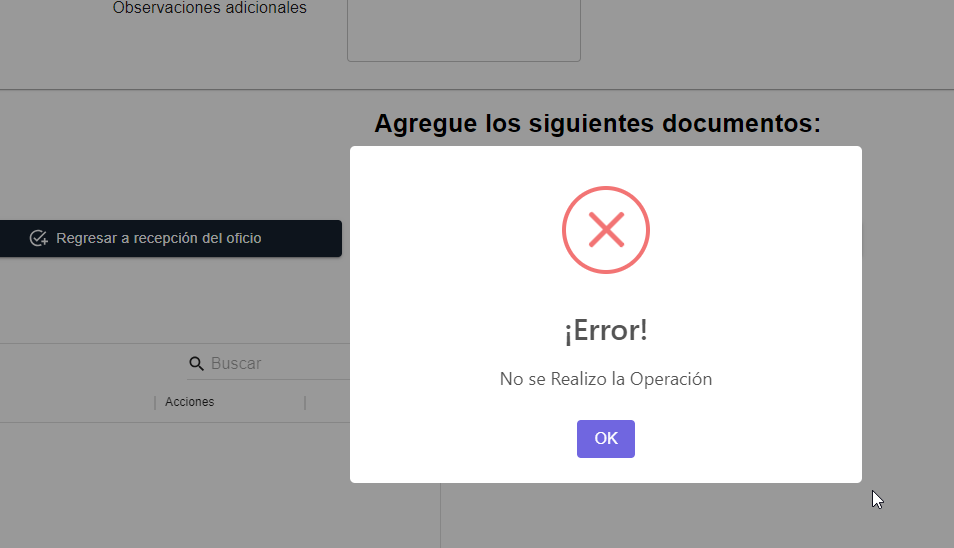 Observaciones adicionales
Agregue los siguientes documentos:
Regresar a recepción del oficio
¡Error!
Buscar
No se Realizo la Operación
Acciones
OK